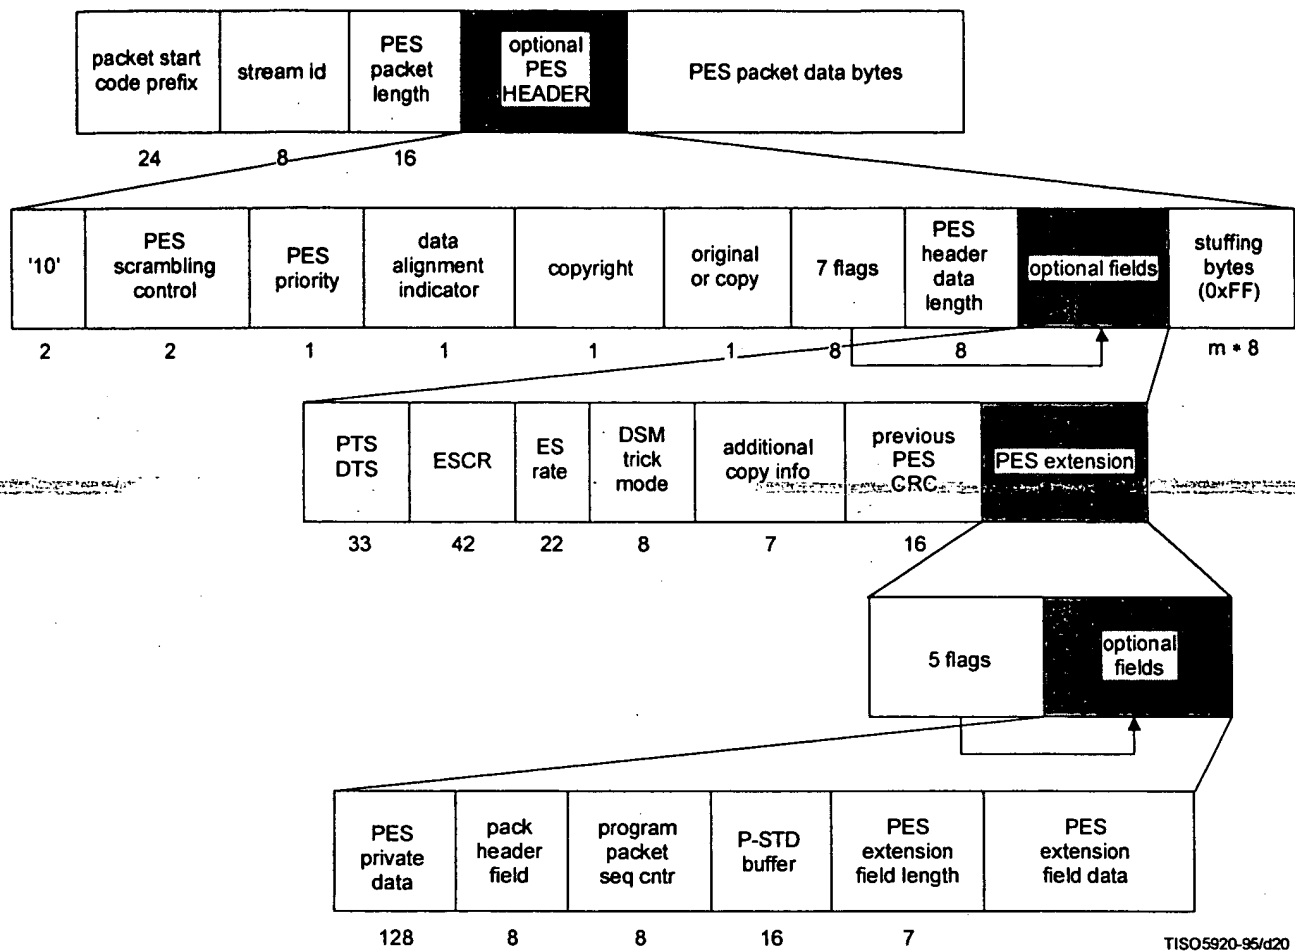 packet start
code prefix
stream id
PES
packet
length
optional
PES
HEADER
PES packet data bytes
24
8
16
'10'
PES
scrambling
control
PES
priority
data
alignment
indicator
copyright
original
or copy
7 flags
PES
header
data
length
optional fields
stuffing
bytes
(0xFF)
2
2
1
1
1
1
8
8
m * 8
PTS
DTS
ESCR
ES
rate
DSM
trick
mode
additional
copy info
previous
PES
CRC
PES extension
33
42
22
8
7
16
5 flags
optional
fields
PES
private
data
pack
header
field
program
packet
seq cntr
P-STD
buffer
PES
extension
field length
PES
extension
field data
128
8
8
16
7
TISO5920-95/d20